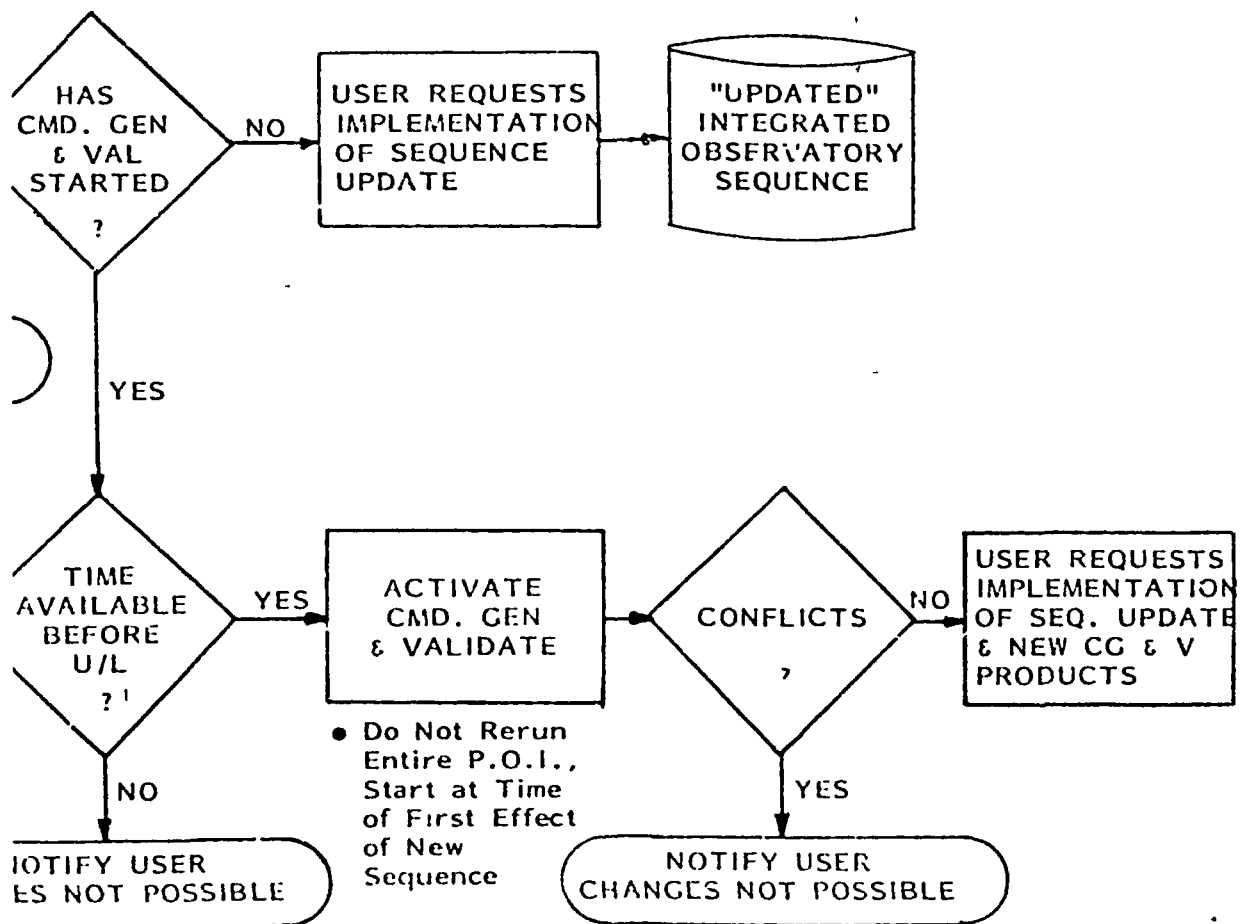 HAS
CMD. GEN
& VAL
STARTED
?
NO
USER REQUESTS
IMPLEMENTATION
OF SEQUENCE
UPDATE
"UPDATED"
INTEGRATED
OBSERVATORY
SEQUENCE
YES
TIME
AVAILABLE
BEFORE
U/L
?
YES
ACTIVATE
CMD. GEN
& VALIDATE
CONFLICTS
?
NO
USER REQUESTS
IMPLEMENTATION
OF SEQ. UPDATE
& NEW CG & V
PRODUCTS
• Do Not Rerun
Entire P.O.I.,
Start at Time
of First Effect
of New
Sequence
NO
YES
NOTIFY USER
ES NOT POSSIBLE
NOTIFY USER
CHANGES NOT POSSIBLE